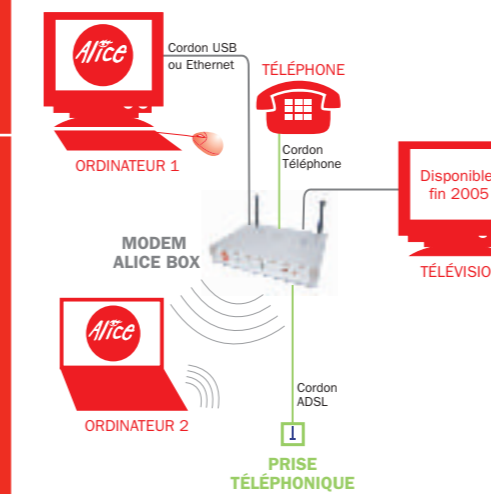 Alice
Cordon USB
ou Ethernet
TÉLÉPHONE
ORDINATEUR 1
Cordon
Téléphone
Disponible
fin 2005
TÉLÉVISIO
MODEM
ALICE BOX
Alice
ORDINATEUR 2
Cordon
ADSL
PRISE
TÉLÉPHONIQUE